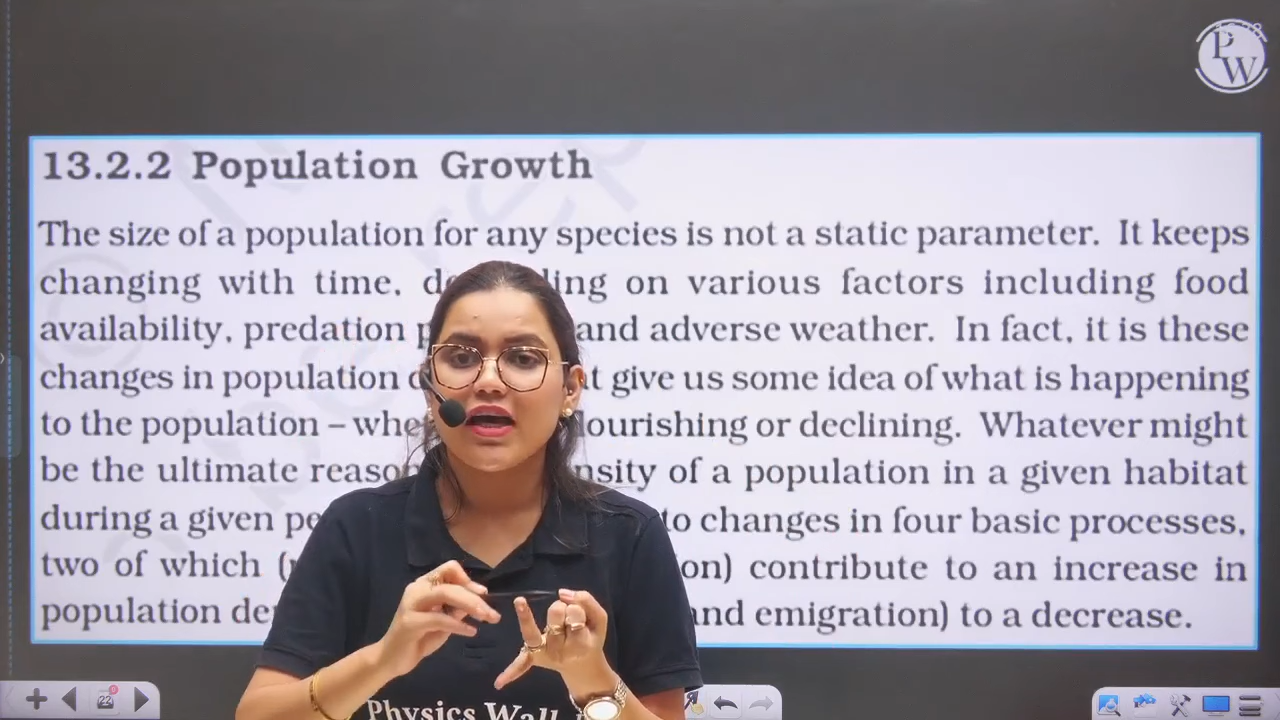 PW
13.2.2 Population Growth
The size of a population for any species is not a static parameter. It keeps
changing with time, d ing on various factors including food
availability, predation p and adverse weather. In fact, it is these
changes in population give us some idea of what is happening
to the population – whe lourishing or declining. Whatever might
be the ultimate reason nsity of a population in a given habitat
during a given pe to changes in four basic processes,
two of which ( on) contribute to an increase in
population de and emigration) to a decrease.
Physics Wall
22